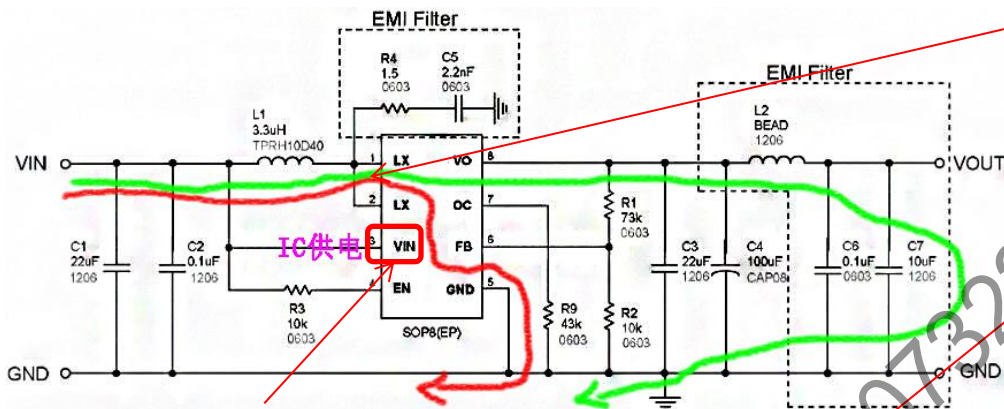 EMI Filter
R4
1.5
0603
C5
2.2nF
0603
EMI Filter
L1
3.3uH
TPRH10D40
L2
BEAD
1206
VIN
1
LX
VO
8
VOUT
2
LX
OC
7
R1
73k
0603
IC供电
3
VIN
FB
6
C1
22uF
1206
C2
0.1uF
1206
C3
22uF
1206
C4
100uF
CAP08
C6
0.1uF
0603
C7
10uF
1206
4
EN
GND
5
R3
10k
0603
SOP8(EP)
R9
43k
0603
R2
10k
0603
GND
GND
07323